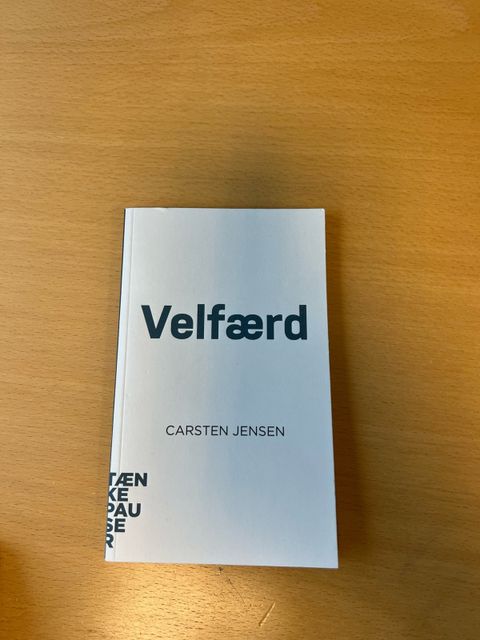 Velfærd
CARSTEN JENSEN
TÆN
KE
PAU
SE
R